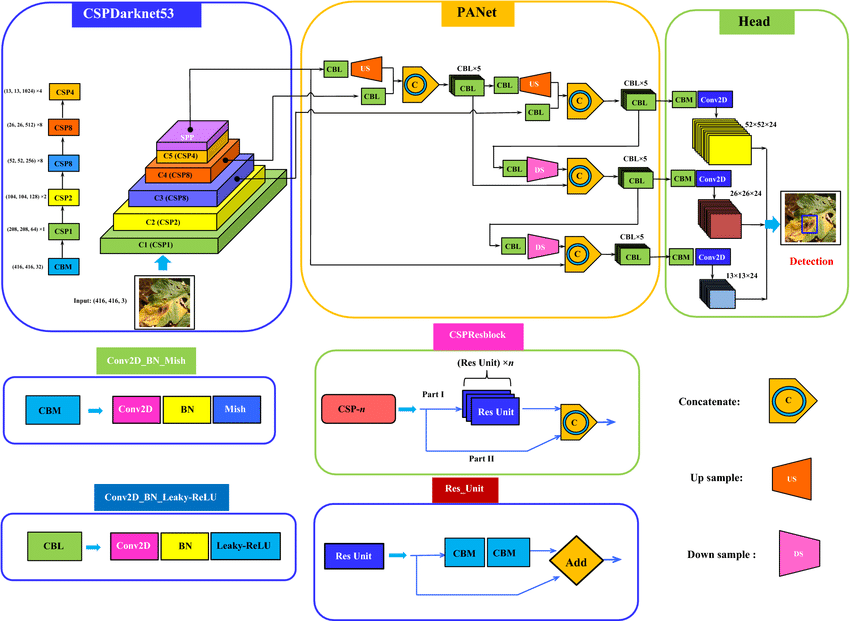 CSPDarknet53
PANet
Head
(13, 13, 1024) ×4
CSP4
(26, 26, 512) ×8
CSP8
(52, 52, 256) ×8
CSP8
(104, 104, 128) ×2
CSP2
(208, 208, 64) ×1
CSP1
(416, 416, 32)
CBM
SPP
C5 (CSP4)
C4 (CSP8)
C3 (CSP8)
C2 (CSP2)
C1 (CSP1)
Input: (416, 416, 3)
CBL
US
CBL
C
CBL×5
CBL
CBL
US
CBL
C
CBL×5
CBL
CBL
DS
C
CBL×5
CBL
CBL
DS
C
CBL×5
CBL
CBM
Conv2D
52×52×24
CBM
Conv2D
26×26×24
CBM
Conv2D
13×13×24
Detection
Conv2D_BN_Mish
CBM
Conv2D
BN
Mish
Conv2D_BN_Leaky-ReLU
CBL
Conv2D
BN
Leaky-ReLU
CSPResblock
(Res Unit) ×n
CSP-n
Part I
Res Unit
C
Part II
Res_Unit
Res Unit
CBM
CBM
Add
Concatenate:
C
Up sample:
US
Down sample :
DS